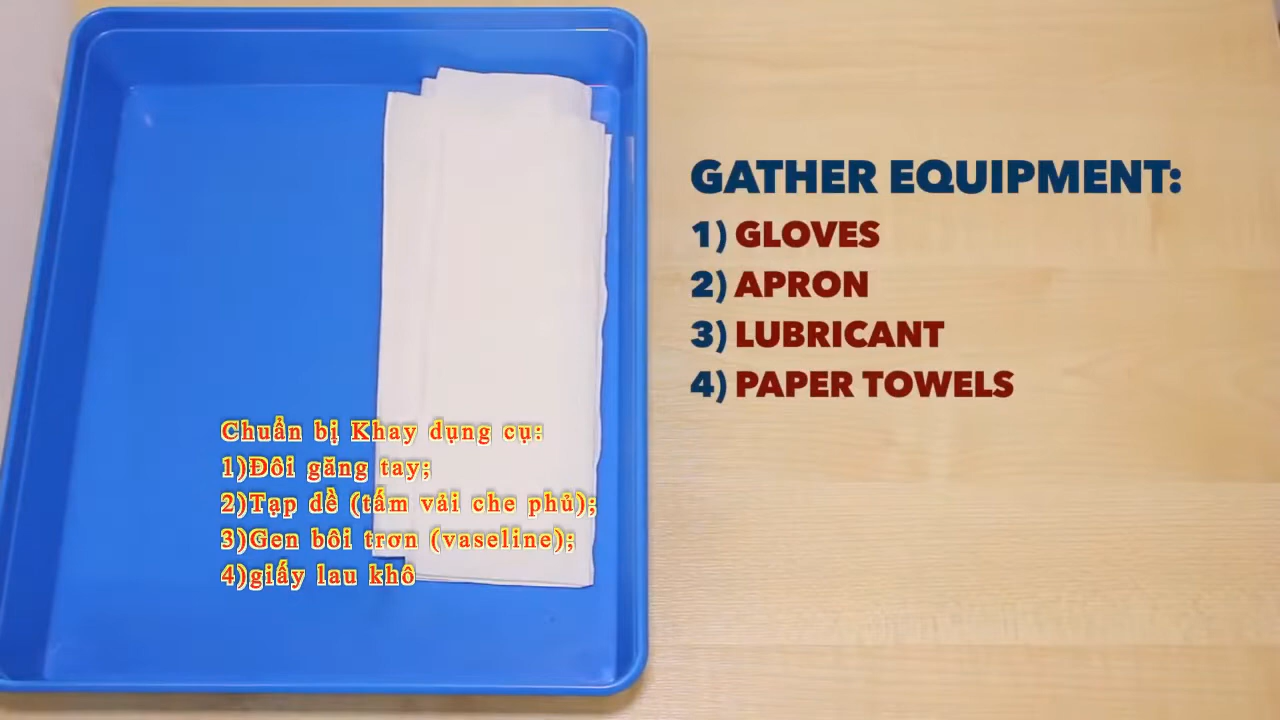 GATHER EQUIPMENT:
1) GLOVES
2) APRON
3) LUBRICANT
4) PAPER TOWELS
Chuẩn bị Khay dụng cụ:
1)Đôi găng tay;
2)Tạp dề (tấm vải che phủ);
3)Gen bôi trơn (vaseline);
4)giấy lau khô